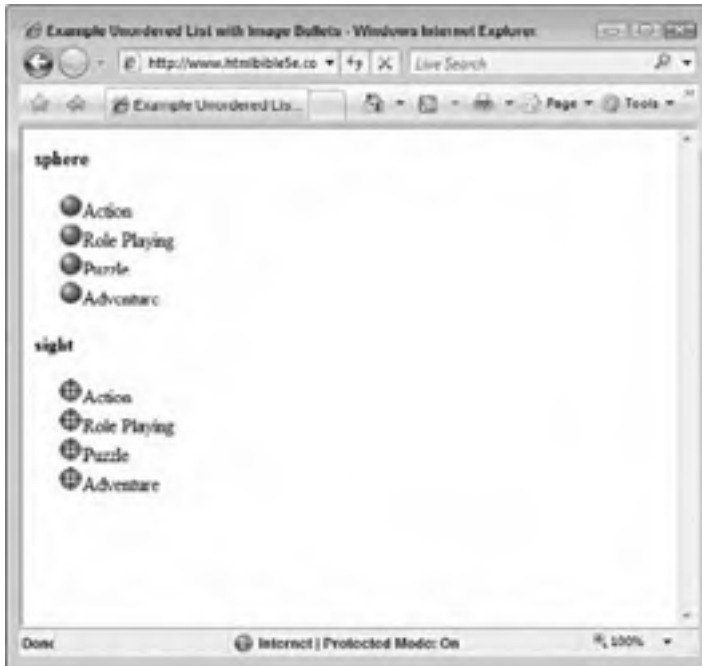 Example Unordered List with Image Bullets - Windows Internet Explorer
http://www.htmlbible5e.co Live Search
Example Unordered Lis... Page Tools
sphere
Action
Role Playing
Puzzle
Adventure
sight
Action
Role Playing
Puzzle
Adventure
Done Internet | Protected Mode: On 100%